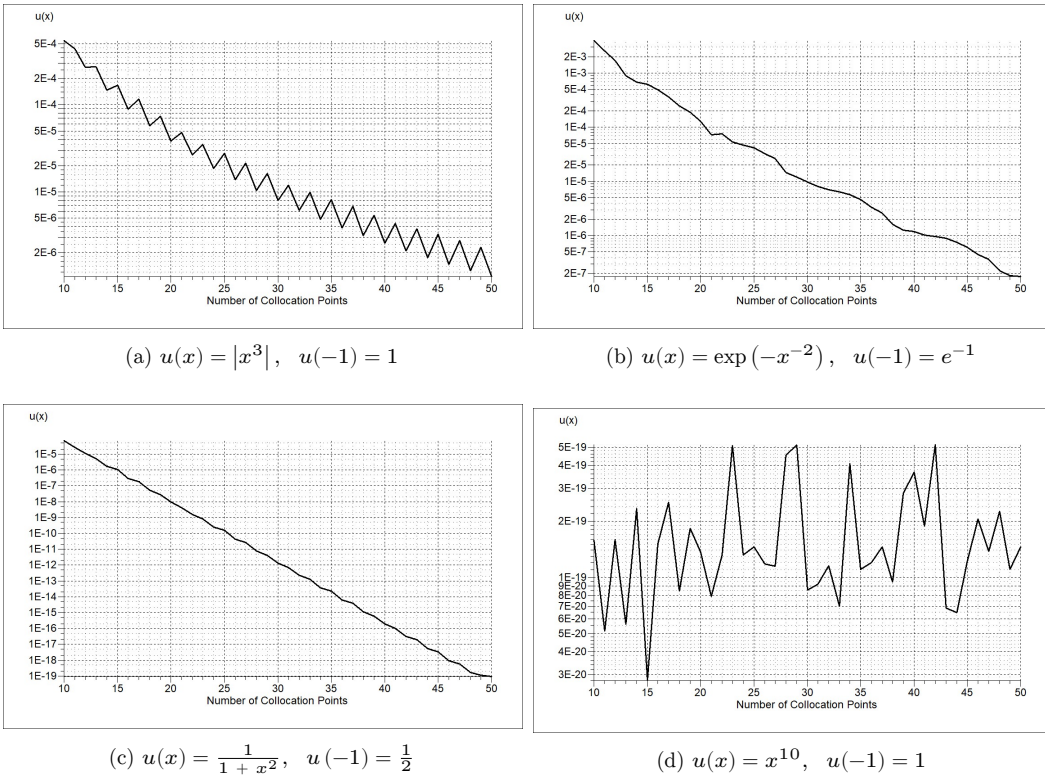 u(x)
5E-4
2E-4
1E-4
5E-5
2E-5
1E-5
5E-6
2E-6
10 15 20 25 30 35 40 45 50
Number of Collocation Points
(a) u(x) = |x³|, u(−1) = 1
u(x)
2E-3
1E-3
5E-4
2E-4
1E-4
5E-5
2E-5
1E-5
5E-6
2E-6
1E-6
5E-7
2E-7
10 15 20 25 30 35 40 45 50
Number of Collocation Points
(b) u(x) = exp (−x⁻²), u(−1) = e⁻¹
u(x)
1E-5
1E-6
1E-7
1E-8
1E-9
1E-10
1E-11
1E-12
1E-13
1E-14
1E-15
1E-16
1E-17
1E-18
1E-19
10 15 20 25 30 35 40 45 50
Number of Collocation Points
(c) u(x) = 1/(1 + x²), u(−1) = 1/2
u(x)
5E-19
4E-19
3E-19
2E-19
1E-19
9E-20
8E-20
7E-20
6E-20
5E-20
4E-20
3E-20
10 15 20 25 30 35 40 45 50
Number of Collocation Points
(d) u(x) = x¹⁰, u(−1) = 1